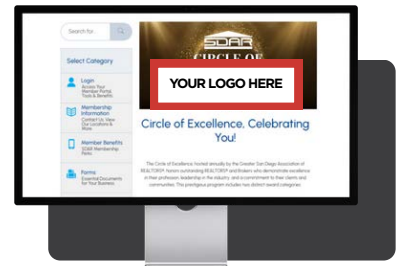 Search for...
Select Category
Login
Access Your
Member Portal,
Tools & Benefits
Membership
Information
Contact Us, View
Our Locations &
More
Member Benefits
SDAR Membership
Perks
Forms
Essential Documents
for Your Business
SDAR
CIRCLE OF
YOUR LOGO HERE
Circle of Excellence, Celebrating
You!
The Circle of Excellence, hosted annually by the Greater San Diego Association of
REALTORS®, honors outstanding REALTORS® and Brokers who demonstrate excellence
in their profession, leadership in the industry, and a commitment to their clients and
communities. This prestigious program includes two distinct award categories: